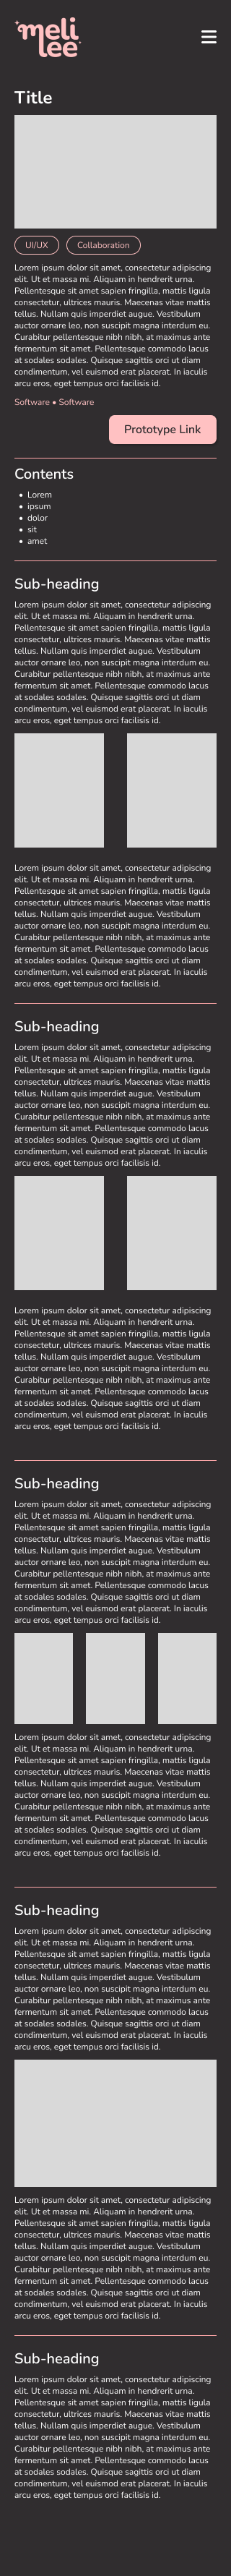 meli
lee
Title
UI/UX Collaboration
Lorem ipsum dolor sit amet, consectetur adipiscing
elit. Ut et massa mi. Aliquam in hendrerit urna.
Pellentesque sit amet sapien fringilla, mattis ligula
consectetur, ultrices mauris. Maecenas vitae mattis
tellus. Nullam quis imperdiet augue. Vestibulum
auctor ornare leo, non suscipit magna interdum eu.
Curabitur pellentesque nibh nibh, at maximus ante
fermentum sit amet. Pellentesque commodo lacus
at sodales sodales. Quisque sagittis orci ut diam
condimentum, vel euismod erat placerat. In iaculis
arcu eros, eget tempus orci facilisis id.
Software • Software
Prototype Link
Contents
• Lorem
• ipsum
• dolor
• sit
• amet
Sub-heading
Lorem ipsum dolor sit amet, consectetur adipiscing
elit. Ut et massa mi. Aliquam in hendrerit urna.
Pellentesque sit amet sapien fringilla, mattis ligula
consectetur, ultrices mauris. Maecenas vitae mattis
tellus. Nullam quis imperdiet augue. Vestibulum
auctor ornare leo, non suscipit magna interdum eu.
Curabitur pellentesque nibh nibh, at maximus ante
fermentum sit amet. Pellentesque commodo lacus
at sodales sodales. Quisque sagittis orci ut diam
condimentum, vel euismod erat placerat. In iaculis
arcu eros, eget tempus orci facilisis id.
Lorem ipsum dolor sit amet, consectetur adipiscing
elit. Ut et massa mi. Aliquam in hendrerit urna.
Pellentesque sit amet sapien fringilla, mattis ligula
consectetur, ultrices mauris. Maecenas vitae mattis
tellus. Nullam quis imperdiet augue. Vestibulum
auctor ornare leo, non suscipit magna interdum eu.
Curabitur pellentesque nibh nibh, at maximus ante
fermentum sit amet. Pellentesque commodo lacus
at sodales sodales. Quisque sagittis orci ut diam
condimentum, vel euismod erat placerat. In iaculis
arcu eros, eget tempus orci facilisis id.
Sub-heading
Lorem ipsum dolor sit amet, consectetur adipiscing
elit. Ut et massa mi. Aliquam in hendrerit urna.
Pellentesque sit amet sapien fringilla, mattis ligula
consectetur, ultrices mauris. Maecenas vitae mattis
tellus. Nullam quis imperdiet augue. Vestibulum
auctor ornare leo, non suscipit magna interdum eu.
Curabitur pellentesque nibh nibh, at maximus ante
fermentum sit amet. Pellentesque commodo lacus
at sodales sodales. Quisque sagittis orci ut diam
condimentum, vel euismod erat placerat. In iaculis
arcu eros, eget tempus orci facilisis id.
Lorem ipsum dolor sit amet, consectetur adipiscing
elit. Ut et massa mi. Aliquam in hendrerit urna.
Pellentesque sit amet sapien fringilla, mattis ligula
consectetur, ultrices mauris. Maecenas vitae mattis
tellus. Nullam quis imperdiet augue. Vestibulum
auctor ornare leo, non suscipit magna interdum eu.
Curabitur pellentesque nibh nibh, at maximus ante
fermentum sit amet. Pellentesque commodo lacus
at sodales sodales. Quisque sagittis orci ut diam
condimentum, vel euismod erat placerat. In iaculis
arcu eros, eget tempus orci facilisis id.
Sub-heading
Lorem ipsum dolor sit amet, consectetur adipiscing
elit. Ut et massa mi. Aliquam in hendrerit urna.
Pellentesque sit amet sapien fringilla, mattis ligula
consectetur, ultrices mauris. Maecenas vitae mattis
tellus. Nullam quis imperdiet augue. Vestibulum
auctor ornare leo, non suscipit magna interdum eu.
Curabitur pellentesque nibh nibh, at maximus ante
fermentum sit amet. Pellentesque commodo lacus
at sodales sodales. Quisque sagittis orci ut diam
condimentum, vel euismod erat placerat. In iaculis
arcu eros, eget tempus orci facilisis id.
Lorem ipsum dolor sit amet, consectetur adipiscing
elit. Ut et massa mi. Aliquam in hendrerit urna.
Pellentesque sit amet sapien fringilla, mattis ligula
consectetur, ultrices mauris. Maecenas vitae mattis
tellus. Nullam quis imperdiet augue. Vestibulum
auctor ornare leo, non suscipit magna interdum eu.
Curabitur pellentesque nibh nibh, at maximus ante
fermentum sit amet. Pellentesque commodo lacus
at sodales sodales. Quisque sagittis orci ut diam
condimentum, vel euismod erat placerat. In iaculis
arcu eros, eget tempus orci facilisis id.
Sub-heading
Lorem ipsum dolor sit amet, consectetur adipiscing
elit. Ut et massa mi. Aliquam in hendrerit urna.
Pellentesque sit amet sapien fringilla, mattis ligula
consectetur, ultrices mauris. Maecenas vitae mattis
tellus. Nullam quis imperdiet augue. Vestibulum
auctor ornare leo, non suscipit magna interdum eu.
Curabitur pellentesque nibh nibh, at maximus ante
fermentum sit amet. Pellentesque commodo lacus
at sodales sodales. Quisque sagittis orci ut diam
condimentum, vel euismod erat placerat. In iaculis
arcu eros, eget tempus orci facilisis id.
Lorem ipsum dolor sit amet, consectetur adipiscing
elit. Ut et massa mi. Aliquam in hendrerit urna.
Pellentesque sit amet sapien fringilla, mattis ligula
consectetur, ultrices mauris. Maecenas vitae mattis
tellus. Nullam quis imperdiet augue. Vestibulum
auctor ornare leo, non suscipit magna interdum eu.
Curabitur pellentesque nibh nibh, at maximus ante
fermentum sit amet. Pellentesque commodo lacus
at sodales sodales. Quisque sagittis orci ut diam
condimentum, vel euismod erat placerat. In iaculis
arcu eros, eget tempus orci facilisis id.
Sub-heading
Lorem ipsum dolor sit amet, consectetur adipiscing
elit. Ut et massa mi. Aliquam in hendrerit urna.
Pellentesque sit amet sapien fringilla, mattis ligula
consectetur, ultrices mauris. Maecenas vitae mattis
tellus. Nullam quis imperdiet augue. Vestibulum
auctor ornare leo, non suscipit magna interdum eu.
Curabitur pellentesque nibh nibh, at maximus ante
fermentum sit amet. Pellentesque commodo lacus
at sodales sodales. Quisque sagittis orci ut diam
condimentum, vel euismod erat placerat. In iaculis
arcu eros, eget tempus orci facilisis id.